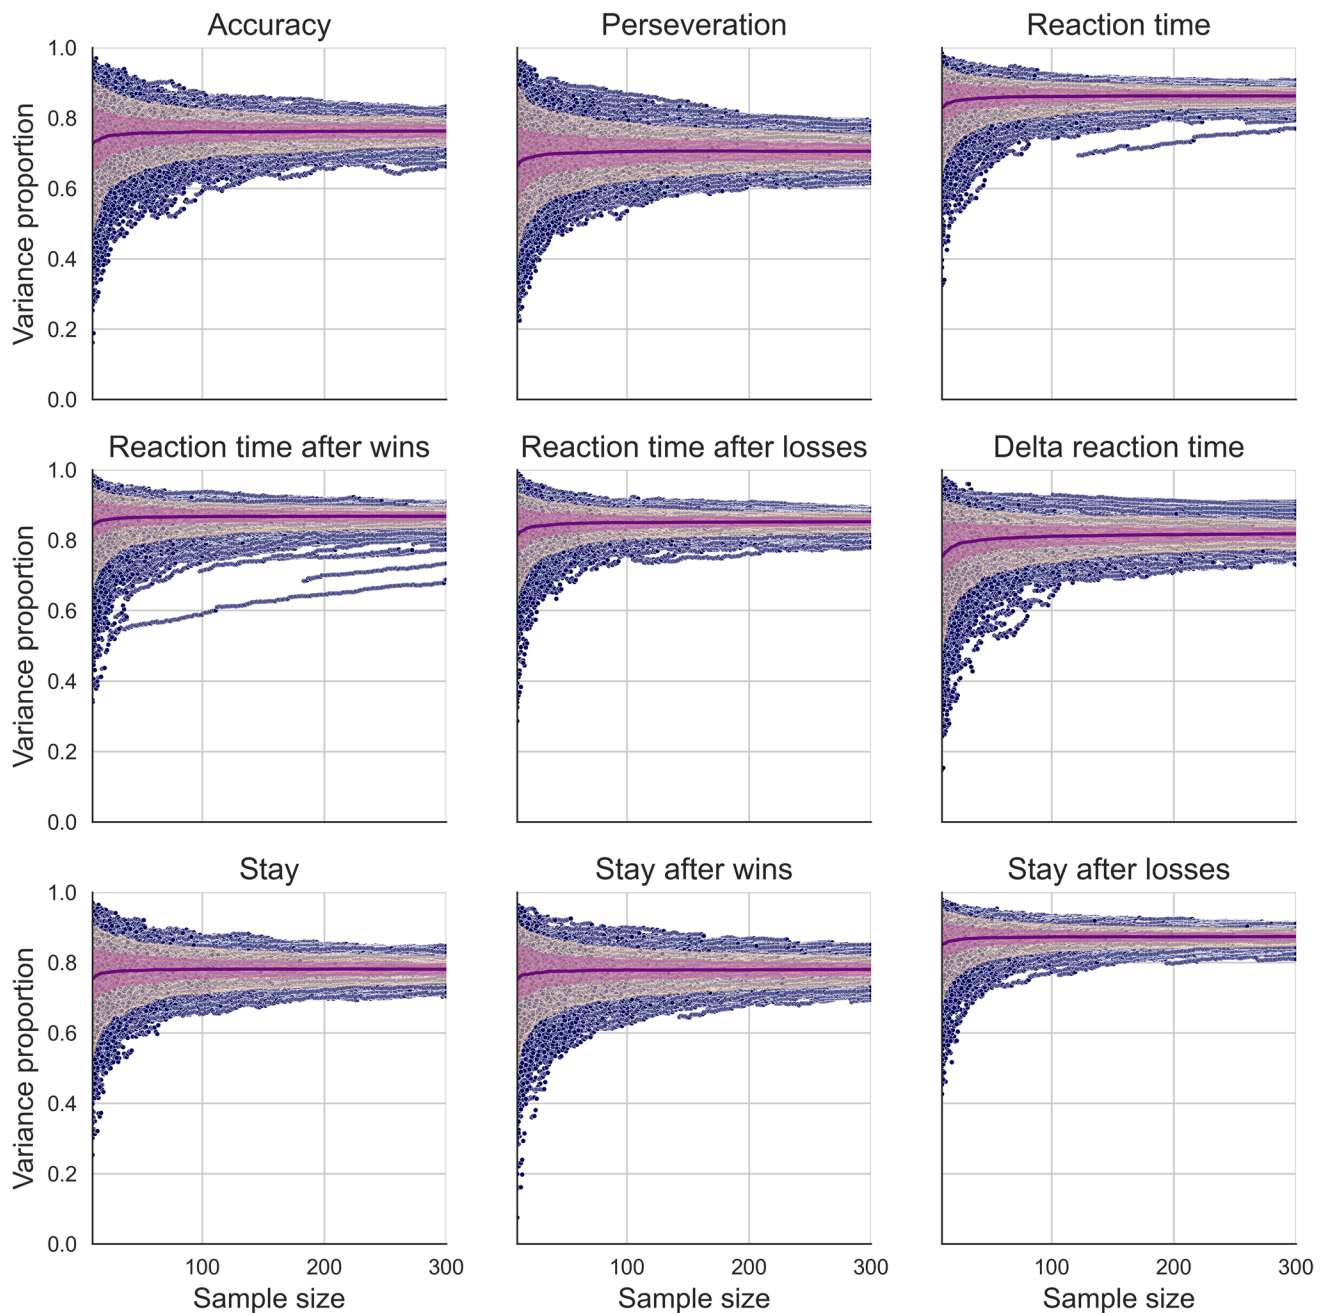 Accuracy
Perseveration
Reaction time
Variance proportion
1.0
0.8
0.6
0.4
0.2
0.0
Reaction time after wins
Reaction time after losses
Delta reaction time
Variance proportion
1.0
0.8
0.6
0.4
0.2
0.0
Stay
Stay after wins
Stay after losses
Variance proportion
1.0
0.8
0.6
0.4
0.2
0.0
100 200 300
100 200 300
100 200 300
Sample size
Sample size
Sample size